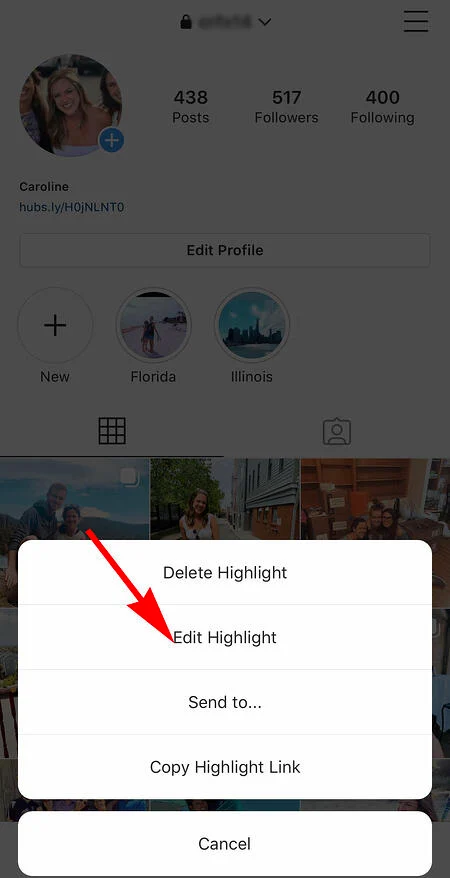 438
517
400
Posts
Followers
Following
Caroline
hubs.ly/H0jNLNT0
Edit Profile
New
Florida
Illinois
Delete Highlight
Edit Highlight
Send to...
Copy Highlight Link
Cancel